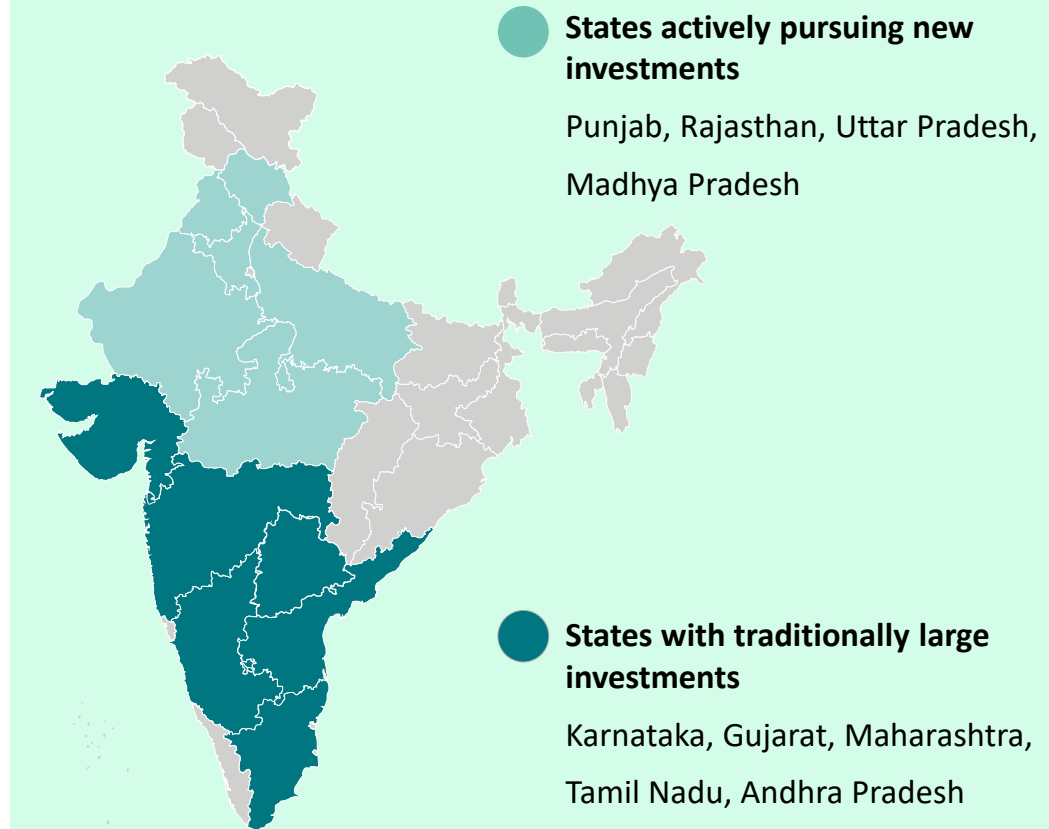 States actively pursuing new
investments
Punjab, Rajasthan, Uttar Pradesh,
Madhya Pradesh
States with traditionally large
investments
Karnataka, Gujarat, Maharashtra,
Tamil Nadu, Andhra Pradesh